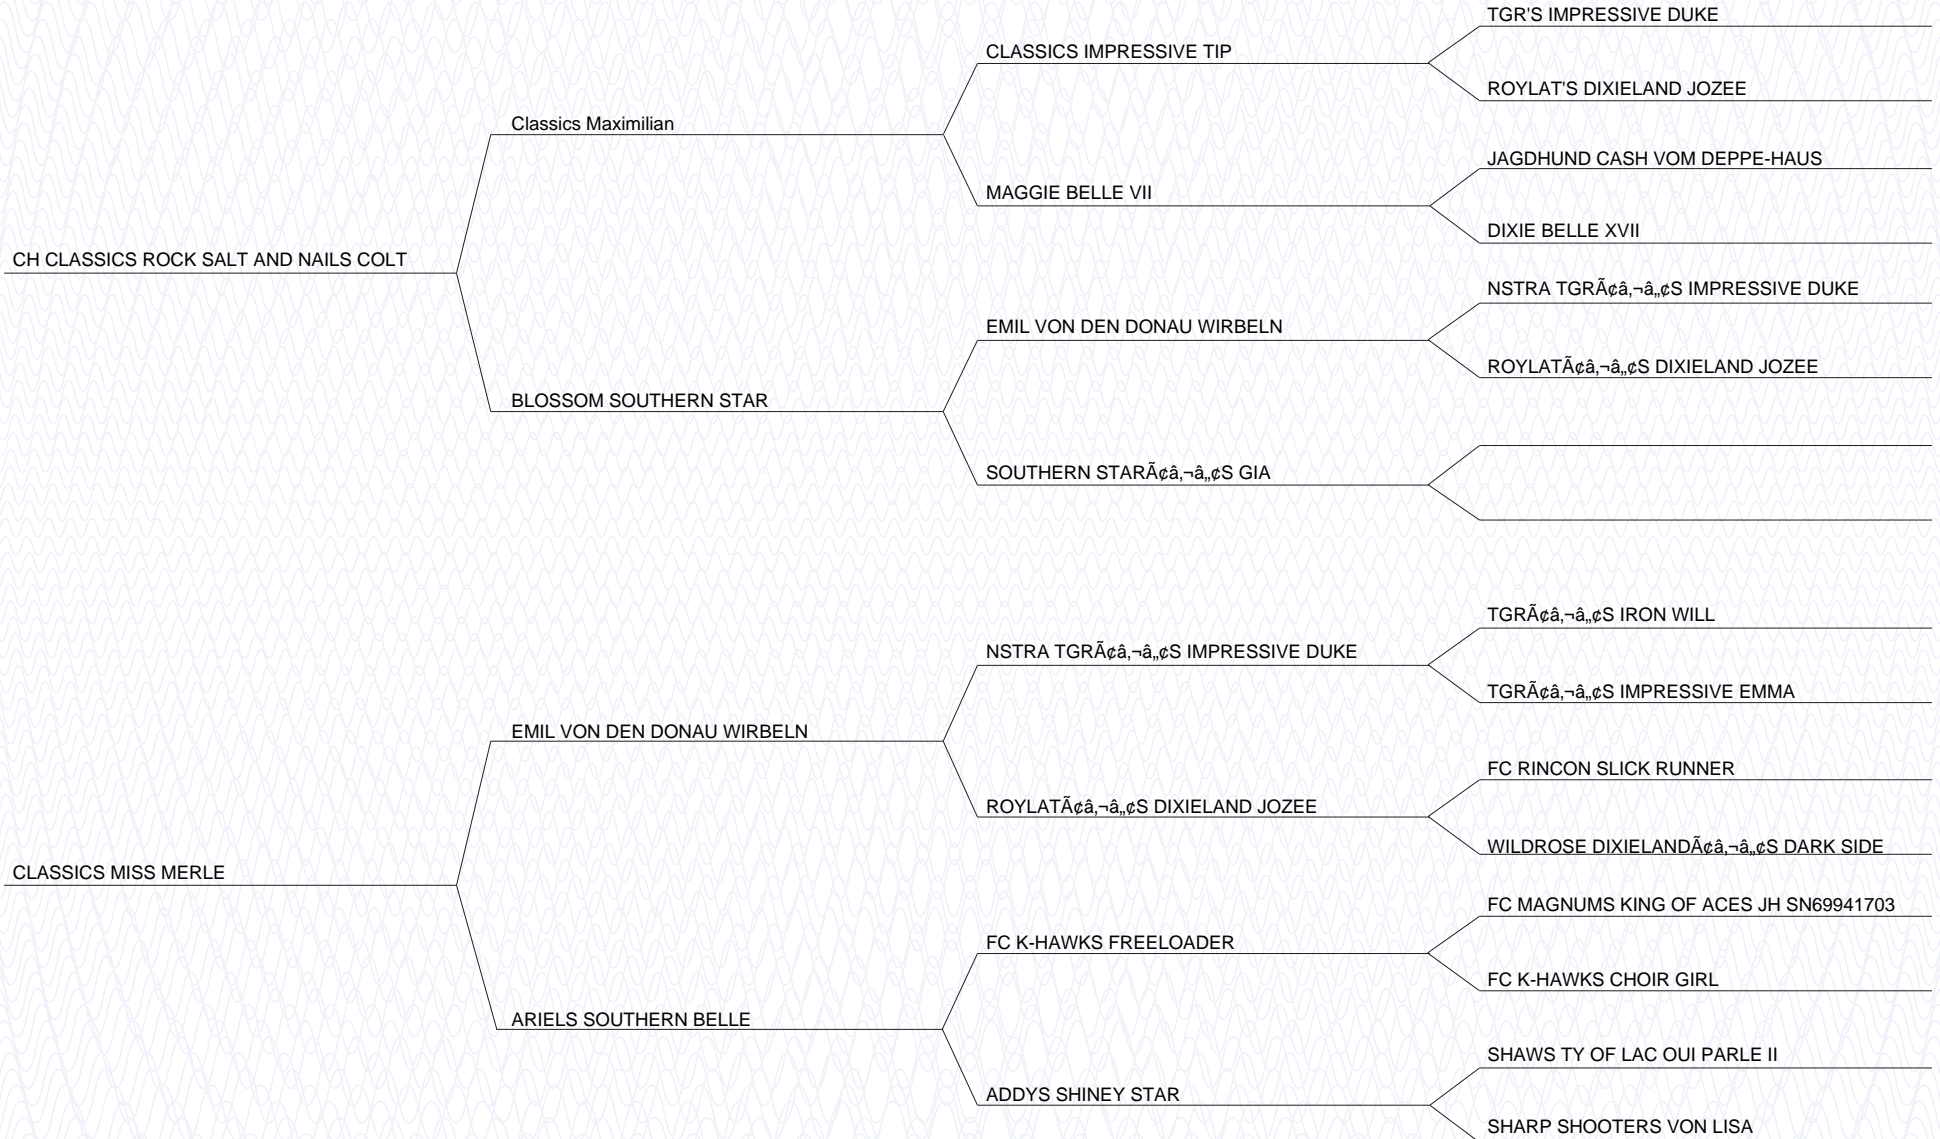 TGR'S IMPRESSIVE DUKE
CLASSICS IMPRESSIVE TIP
ROYLAT'S DIXIELAND JOZEE
Classics Maximilian
JAGDHUND CASH VOM DEPPE-HAUS
MAGGIE BELLE VII
DIXIE BELLE XVII
CH CLASSICS ROCK SALT AND NAILS COLT
NSTRA TGRÃ¢â‚¬â„¢S IMPRESSIVE DUKE
EMIL VON DEN DONAU WIRBELN
ROYLATÃ¢â‚¬â„¢S DIXIELAND JOZEE
BLOSSOM SOUTHERN STAR
SOUTHERN STARÃ¢â‚¬â„¢S GIA
TGRÃ¢â‚¬â„¢S IRON WILL
NSTRA TGRÃ¢â‚¬â„¢S IMPRESSIVE DUKE
TGRÃ¢â‚¬â„¢S IMPRESSIVE EMMA
EMIL VON DEN DONAU WIRBELN
FC RINCON SLICK RUNNER
ROYLATÃ¢â‚¬â„¢S DIXIELAND JOZEE
WILDROSE DIXIELANDÃ¢â‚¬â„¢S DARK SIDE
CLASSICS MISS MERLE
FC MAGNUMS KING OF ACES JH SN69941703
FC K-HAWKS FREELOADER
FC K-HAWKS CHOIR GIRL
ARIELS SOUTHERN BELLE
SHAWS TY OF LAC OUI PARLE II
ADDYS SHINEY STAR
SHARP SHOOTERS VON LISA